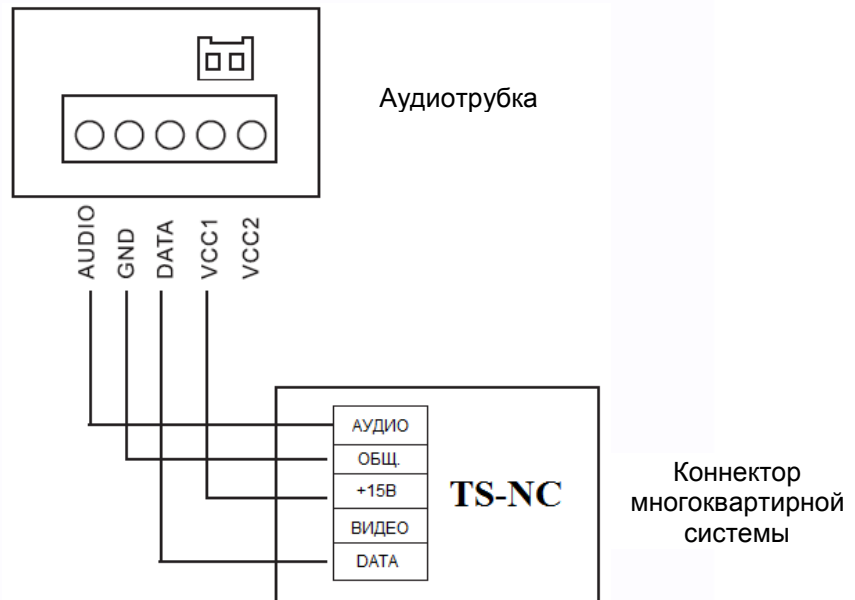 Аудиотрубка
AUDIO
GND
DATA
VCC1
VCC2
АУДИО
ОБЩ.
+15В
ВИДЕО
DATA
TS-NC
Коннектор
многоквартирной
системы